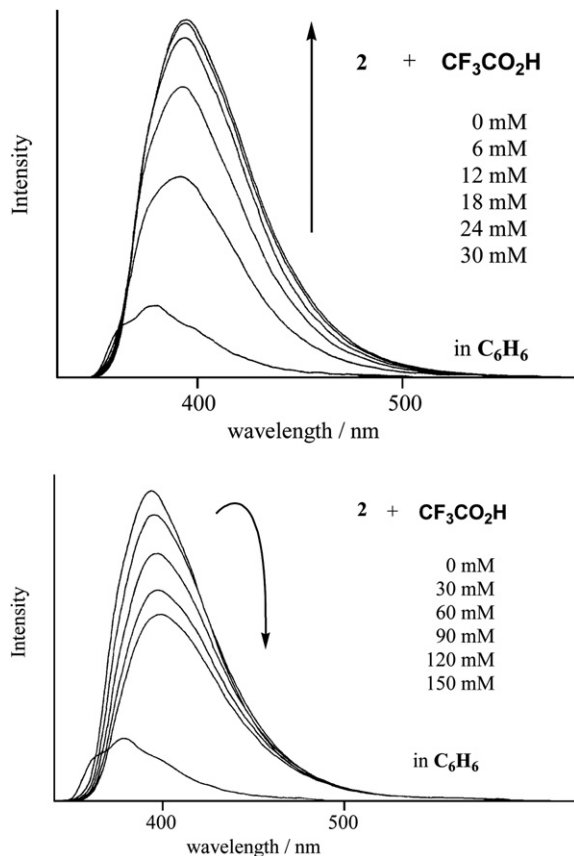 Intensity
2 + CF₃CO₂H
0 mM
6 mM
12 mM
18 mM
24 mM
30 mM
in C₆H₆
400 500
wavelength / nm
Intensity
2 + CF₃CO₂H
0 mM
30 mM
60 mM
90 mM
120 mM
150 mM
in C₆H₆
400 500
wavelength / nm